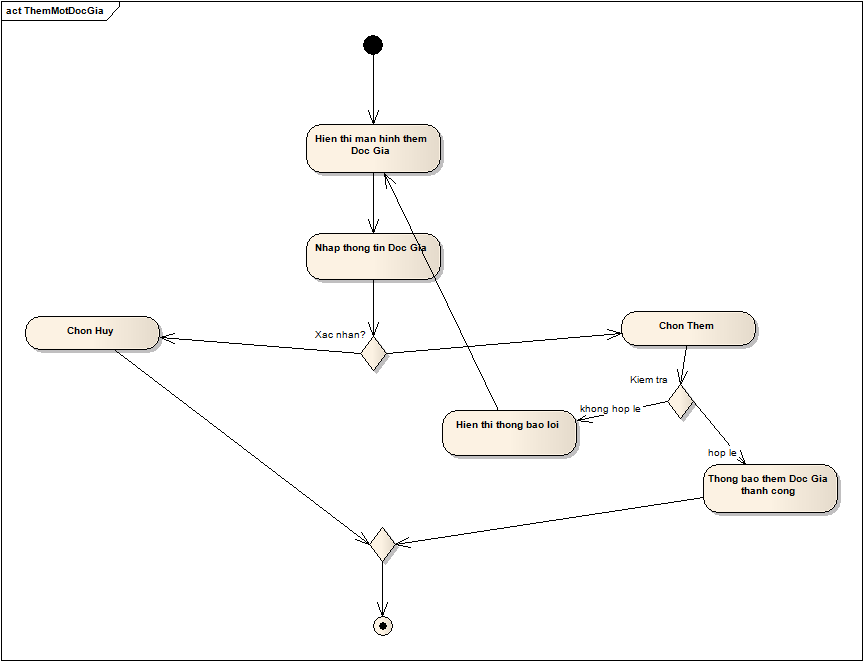 act ThemMotDocGia
Hien thi man hinh them
Doc Gia
Nhap thong tin Doc Gia
Xac nhan?
Chon Huy
Chon Them
Kiem tra
khong hop le
Hien thi thong bao loi
hop le
Thong bao them Doc Gia
thanh cong